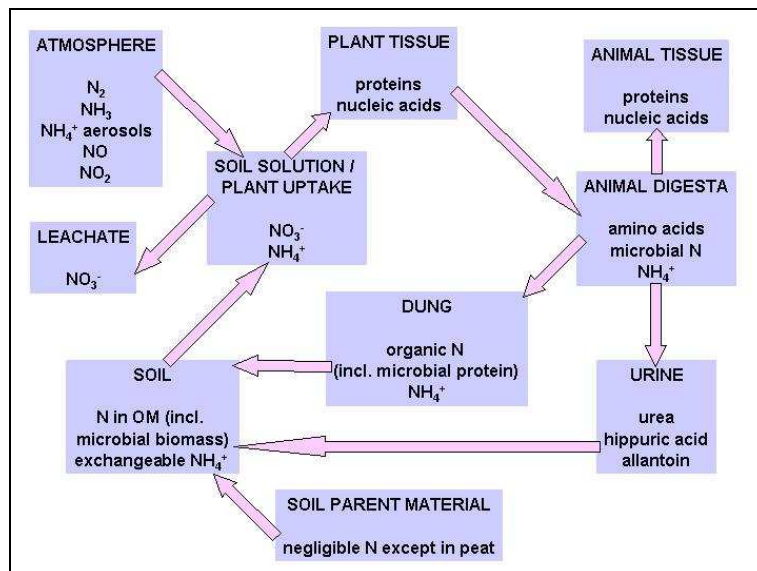 ATMOSPHERE
N₂
NH₃
NH₄⁺ aerosols
NO
NO₂
PLANT TISSUE
proteins
nucleic acids
ANIMAL TISSUE
proteins
nucleic acids
SOIL SOLUTION /
PLANT UPTAKE
NO₃⁻
NH₄⁺
ANIMAL DIGESTA
amino acids
microbial N
NH₄⁺
LEACHATE
NO₃⁻
DUNG
organic N
(incl. microbial protein)
NH₄⁺
SOIL
N in OM (incl.
microbial biomass)
exchangeable NH₄⁺
URINE
urea
hippuric acid
allantoin
SOIL PARENT MATERIAL
negligible N except in peat